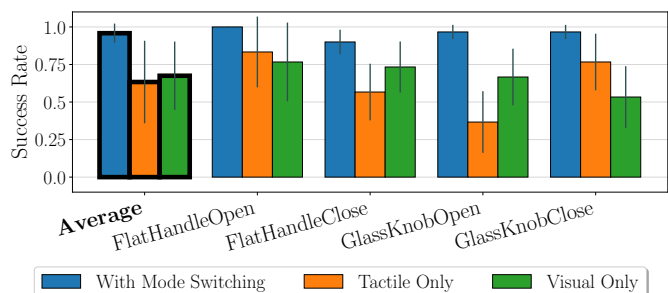 1.0
0.75
0.5
0.25
0.0
Success Rate
Average
FlatHandleOpen
FlatHandleClose
GlassKnobOpen
GlassKnobClose
With Mode Switching
Tactile Only
Visual Only